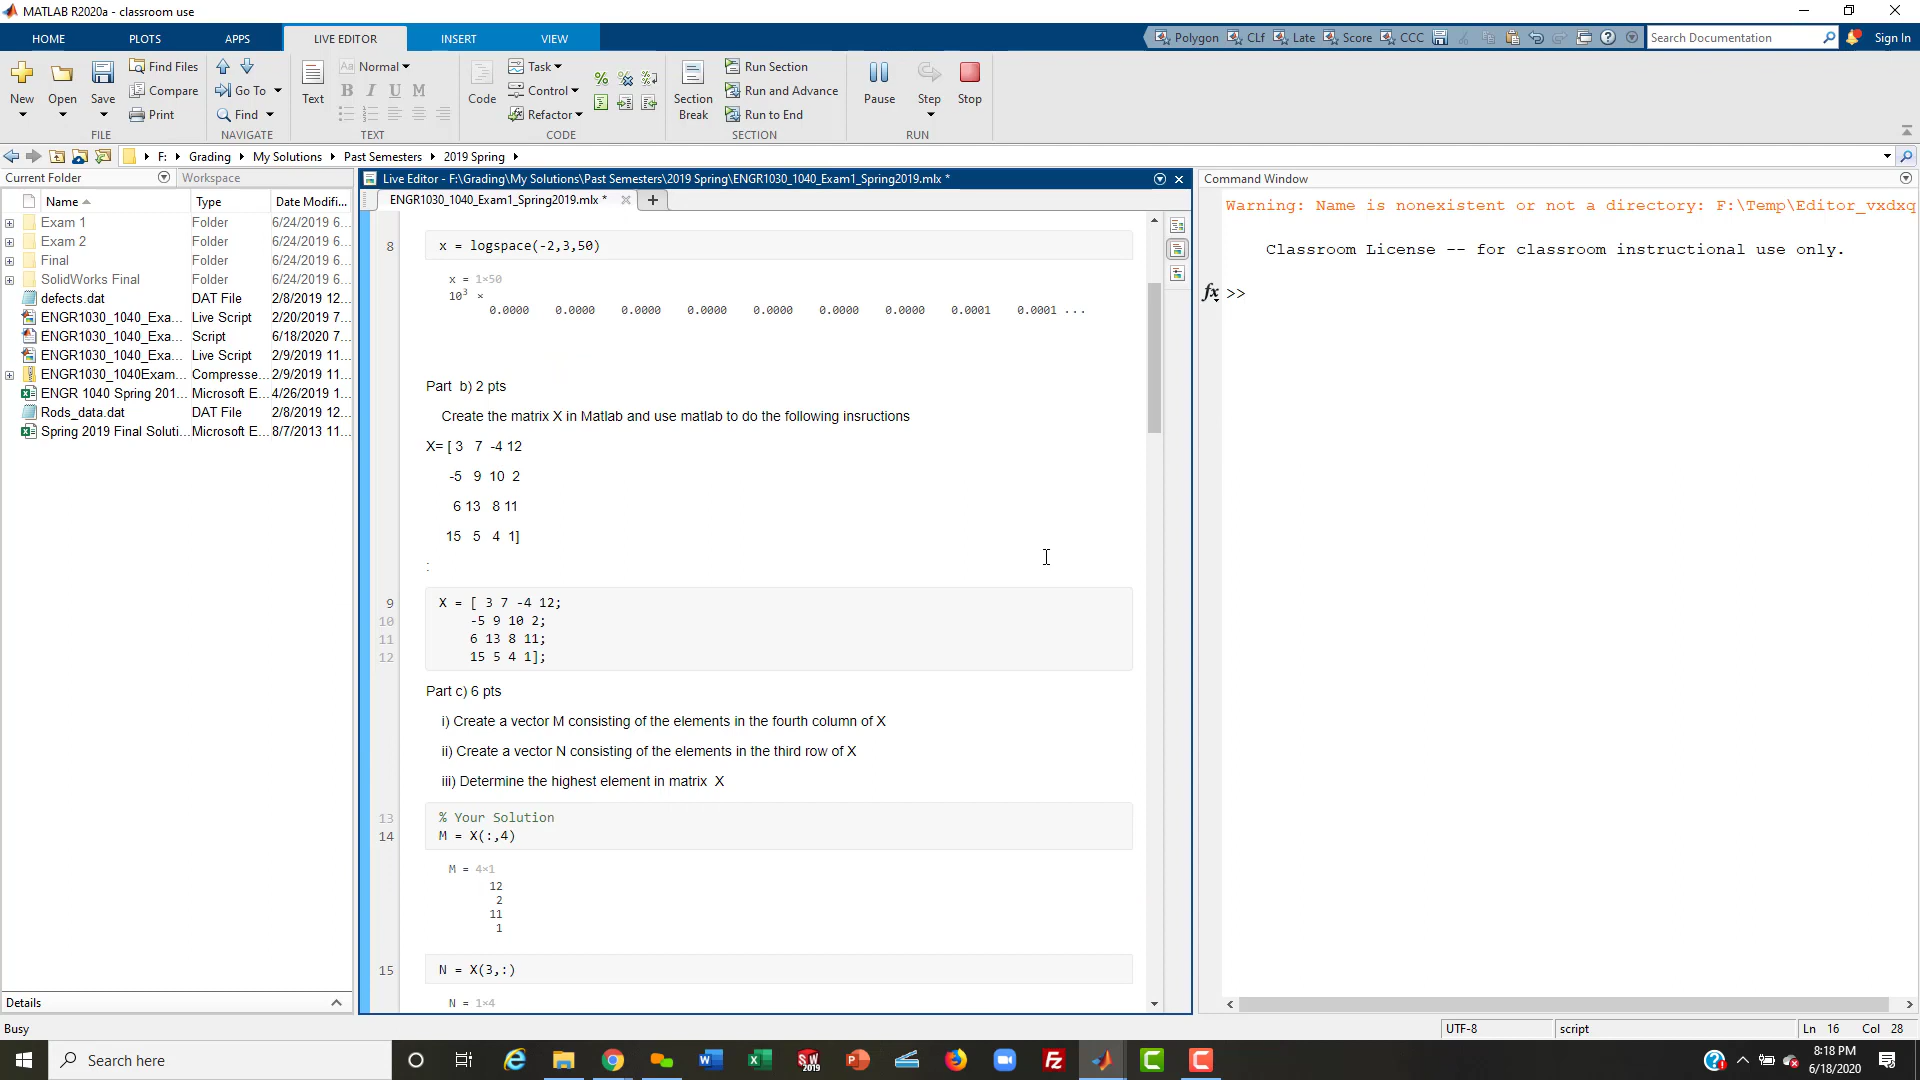 MATLAB R2020a - classroom use
HOME PLOTS APPS LIVE EDITOR INSERT VIEW
Polygon CLf Late Score CCC Search Documentation Sign In
New Open Save Find Files Compare Print
Go To Find
Text Aa Normal B I U M
Code Task Control Refactor
Section Break Run Section Run and Advance Run to End
Pause Step Stop
FILE NAVIGATE TEXT CODE SECTION RUN
F: Grading My Solutions Past Semesters 2019 Spring
Current Folder Workspace
Name Type Date Modifi...
Exam 1 Folder 6/24/2019 6...
Exam 2 Folder 6/24/2019 6...
Final Folder 6/24/2019 6...
SolidWorks Final Folder 6/24/2019 6...
defects.dat DAT File 2/8/2019 12...
ENGR1030_1040_Exa... Live Script 2/20/2019 7...
ENGR1030_1040_Exa... Script 6/18/2020 7...
ENGR1030_1040_Exa... Live Script 2/9/2019 11...
ENGR1030_1040Exam... Compresse... 2/9/2019 11...
ENGR 1040 Spring 201... Microsoft E... 4/26/2019 1...
Rods_data.dat DAT File 2/8/2019 12...
Spring 2019 Final Soluti... Microsoft E... 8/7/2013 11...
Details
Live Editor - F:\Grading\My Solutions\Past Semesters\2019 Spring\ENGR1030_1040_Exam1_Spring2019.mlx *
ENGR1030_1040_Exam1_Spring2019.mlx *
8 x = logspace(-2,3,50)
x = 1×50
10³ ×
0.0000 0.0000 0.0000 0.0000 0.0000 0.0000 0.0000 0.0001 0.0001 ...
Part b) 2 pts
Create the matrix X in Matlab and use matlab to do the following insructions
X= [ 3 7 -4 12
-5 9 10 2
6 13 8 11
15 5 4 1]
:
9 X = [ 3 7 -4 12;
10 -5 9 10 2;
11 6 13 8 11;
12 15 5 4 1];
Part c) 6 pts
i) Create a vector M consisting of the elements in the fourth column of X
ii) Create a vector N consisting of the elements in the third row of X
iii) Determine the highest element in matrix X
13 % Your Solution
14 M = X(:,4)
M = 4×1
12
2
11
1
15 N = X(3,:)
N = 1×4
Command Window
Warning: Name is nonexistent or not a directory: F:\Temp\Editor_vxdxq
Classroom License -- for classroom instructional use only.
fx >>
Busy UTF-8 script Ln 16 Col 28
Search here
SW 2019
8:18 PM
6/18/2020